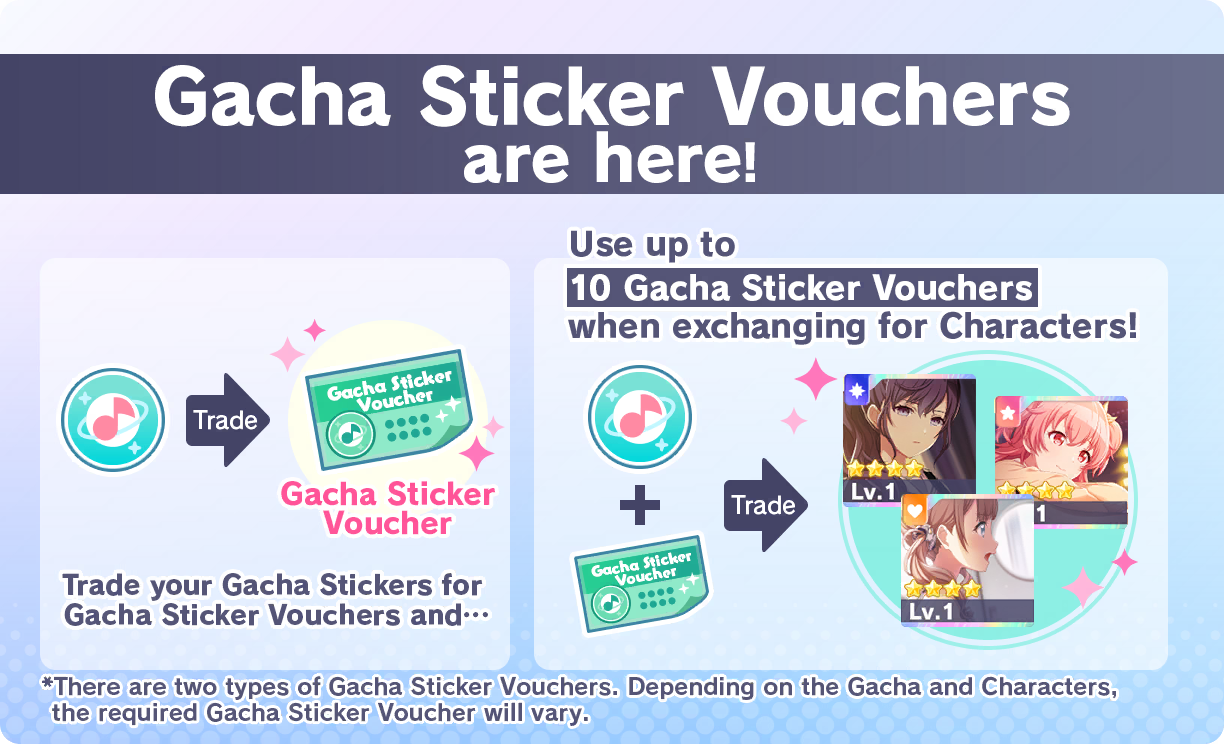 Gacha Sticker Vouchers
are here!
Trade
Gacha Sticker
Voucher
Gacha Sticker
Voucher
Trade your Gacha Stickers for
Gacha Sticker Vouchers and…
Use up to
10 Gacha Sticker Vouchers
when exchanging for Characters!
Gacha Sticker
Voucher
Trade
Lv.1
1
Lv.1
*There are two types of Gacha Sticker Vouchers. Depending on the Gacha and Characters,
the required Gacha Sticker Voucher will vary.